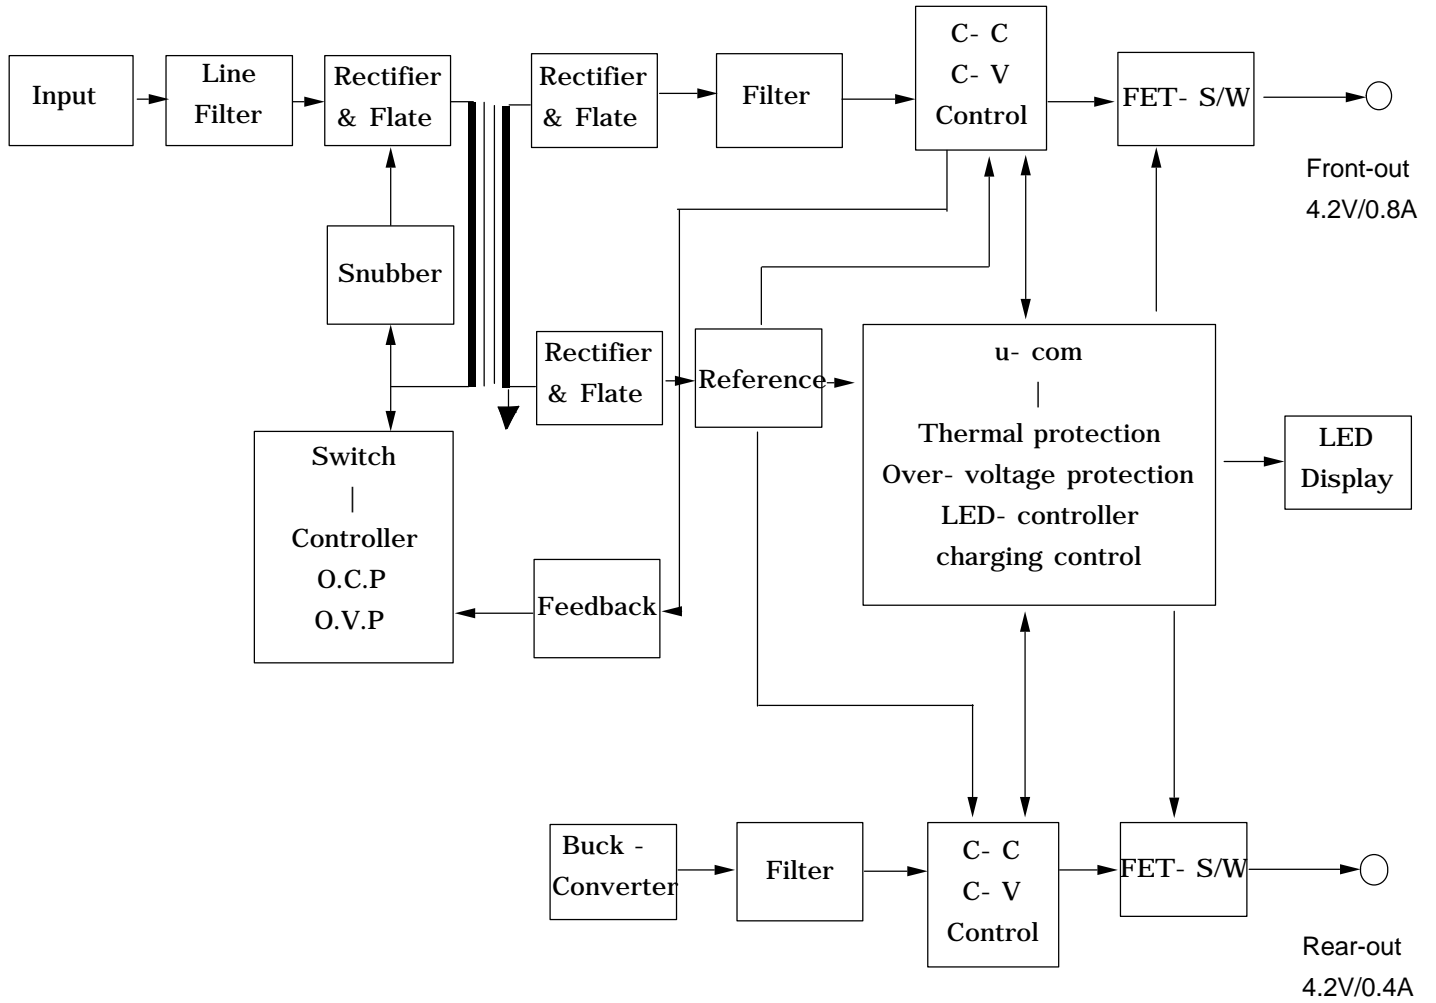 Input
Line
Filter
Rectifier
& Flate
Rectifier
& Flate
Filter
C- C
C- V
Control
FET- S/W
Front-out
4.2V/0.8A
Snubber
Rectifier
& Flate
Reference
u- com
|
Thermal protection
Over- voltage protection
LED- controller
charging control
LED
Display
Switch
|
Controller
O.C.P
O.V.P
Feedback
Buck -
Converter
Filter
C- C
C- V
Control
FET- S/W
Rear-out
4.2V/0.4A